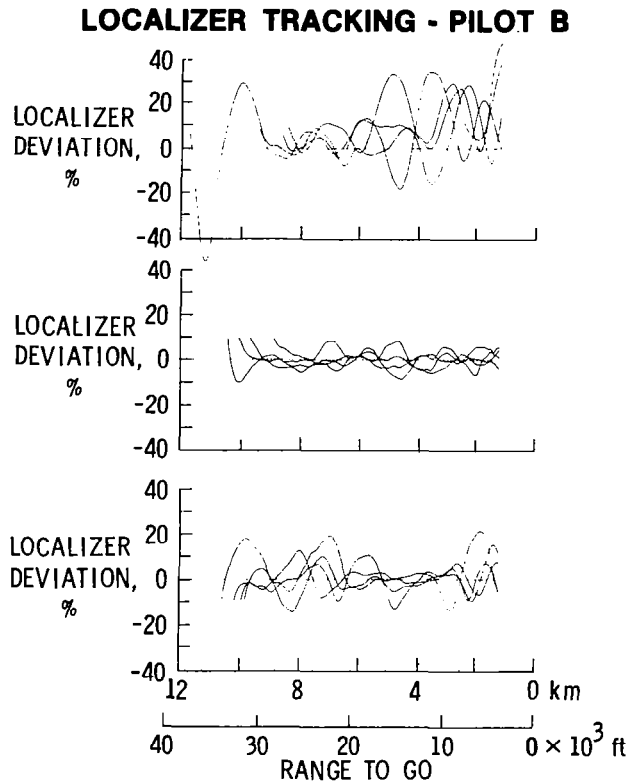 LOCALIZER TRACKING - PILOT B
40
20
LOCALIZER
DEVIATION, 0
%
-20
-40
40
20
LOCALIZER
DEVIATION, 0
%
-20
-40
40
20
LOCALIZER
DEVIATION, 0
%
-20
-40
12 8 4 0 km
40 30 20 10 0 × 10³ ft
RANGE TO GO